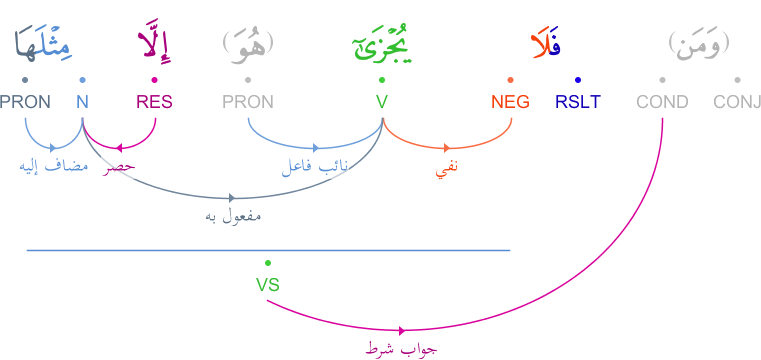 (وَمَن) فَلَا يُجْزَىٰٓ (هُوَ) إِلَّا مِثْلَهَا
CONJ COND RSLT NEG V PRON RES N PRON
نفي نائب فاعل حصر مضاف إليه
مفعول به
VS
جواب شرط